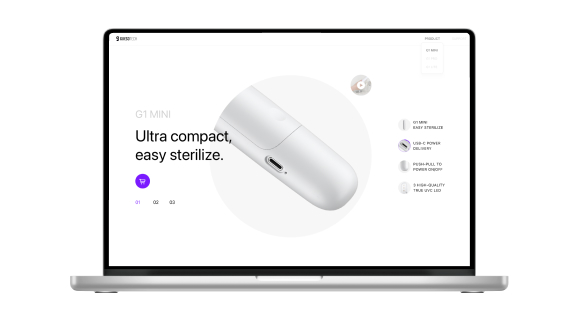 PRODUCT
G1 MINI
G1 MINI
Ultra compact,
easy sterilize.
01 02 03
G1 MINI
EASY STERILIZE
USB-C POWER
DELIVERY
PUSH-PULL TO
POWER ON/OFF
3 HIGH-QUALITY
TRUE UVC LED